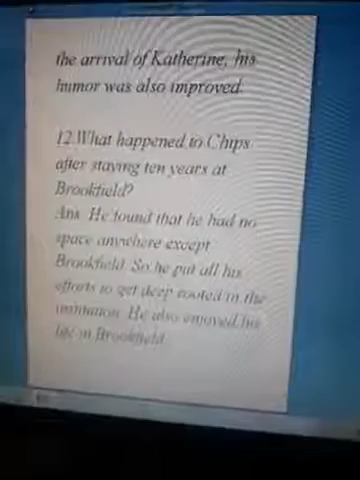 the arrival of Katherine, his
humor was also improved.
12.What happened to Chips
after staying ten years at
Brookfield?
Ans. He found that he had no
space anywhere except
Brookfield. So he put all his
efforts to get deep rooted in the
institution. He also enjoyed his
life in Brookfield.